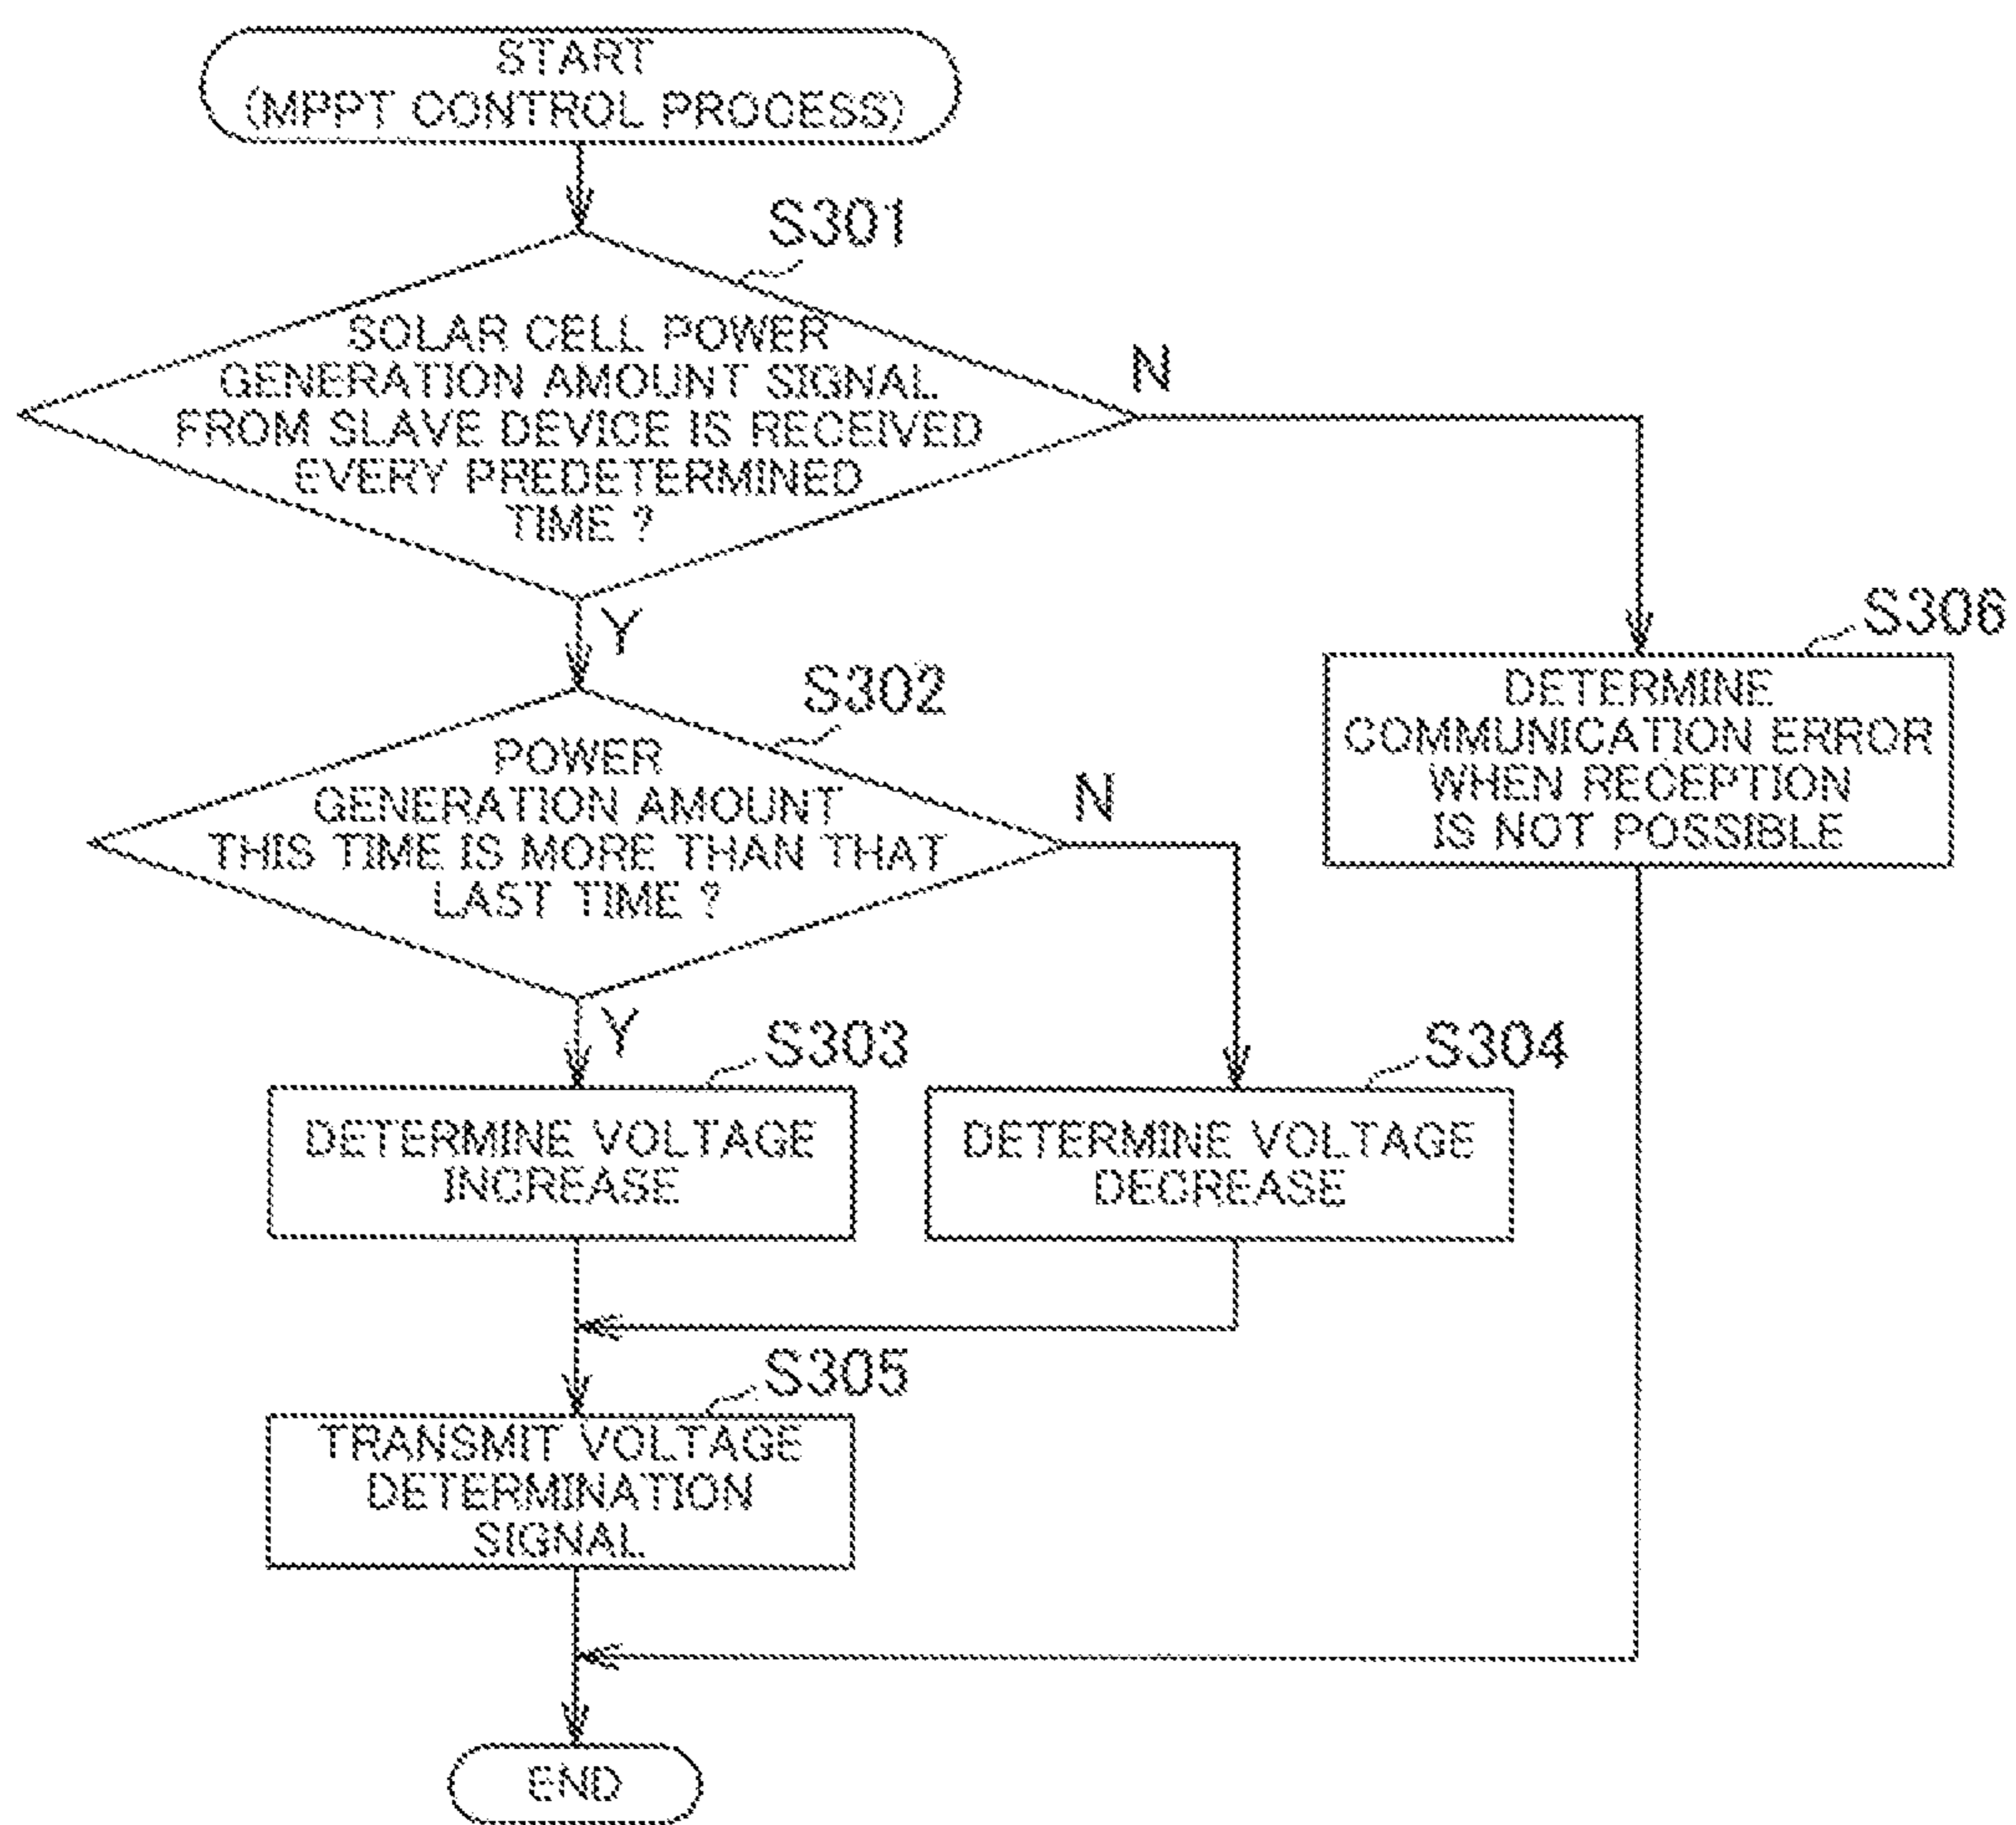 START
(MPPT CONTROL PROCESS)
S301
SOLAR CELL POWER
GENERATION AMOUNT SIGNAL
FROM SLAVE DEVICE IS RECEIVED
EVERY PREDETERMINED
TIME ?
N
Y
S306
DETERMINE
COMMUNICATION ERROR
WHEN RECEPTION
IS NOT POSSIBLE
S302
POWER
GENERATION AMOUNT
THIS TIME IS MORE THAN THAT
LAST TIME ?
N
Y
S303
DETERMINE VOLTAGE
INCREASE
S304
DETERMINE VOLTAGE
DECREASE
S305
TRANSMIT VOLTAGE
DETERMINATION
SIGNAL
END